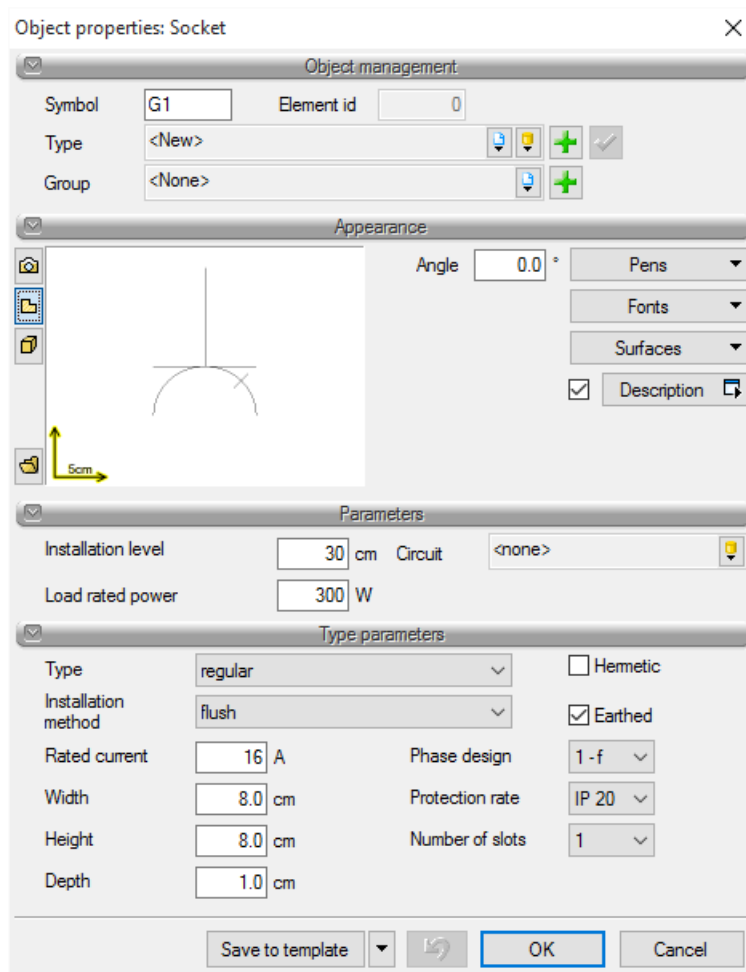 Object properties: Socket
Object management
Symbol G1 Element id 0
Type <New>
Group <None>
Appearance
Angle 0.0 ° Pens
Fonts
Surfaces
Description
5cm
Parameters
Installation level 30 cm Circuit <none>
Load rated power 300 W
Type parameters
Type regular Hermetic
Installation
method flush Earthed
Rated current 16 A Phase design 1 -f
Width 8.0 cm Protection rate IP 20
Height 8.0 cm Number of slots 1
Depth 1.0 cm
Save to template OK Cancel